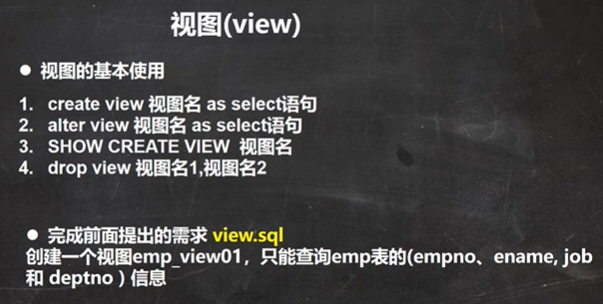 视图(view)
● 视图的基本使用
1. create view 视图名 as select语句
2. alter view 视图名 as select语句
3. SHOW CREATE VIEW 视图名
4. drop view 视图名1,视图名2
● 完成前面提出的需求 view.sql
创建一个视图emp_view01，只能查询emp表的(empno、ename, job
和 deptno ) 信息